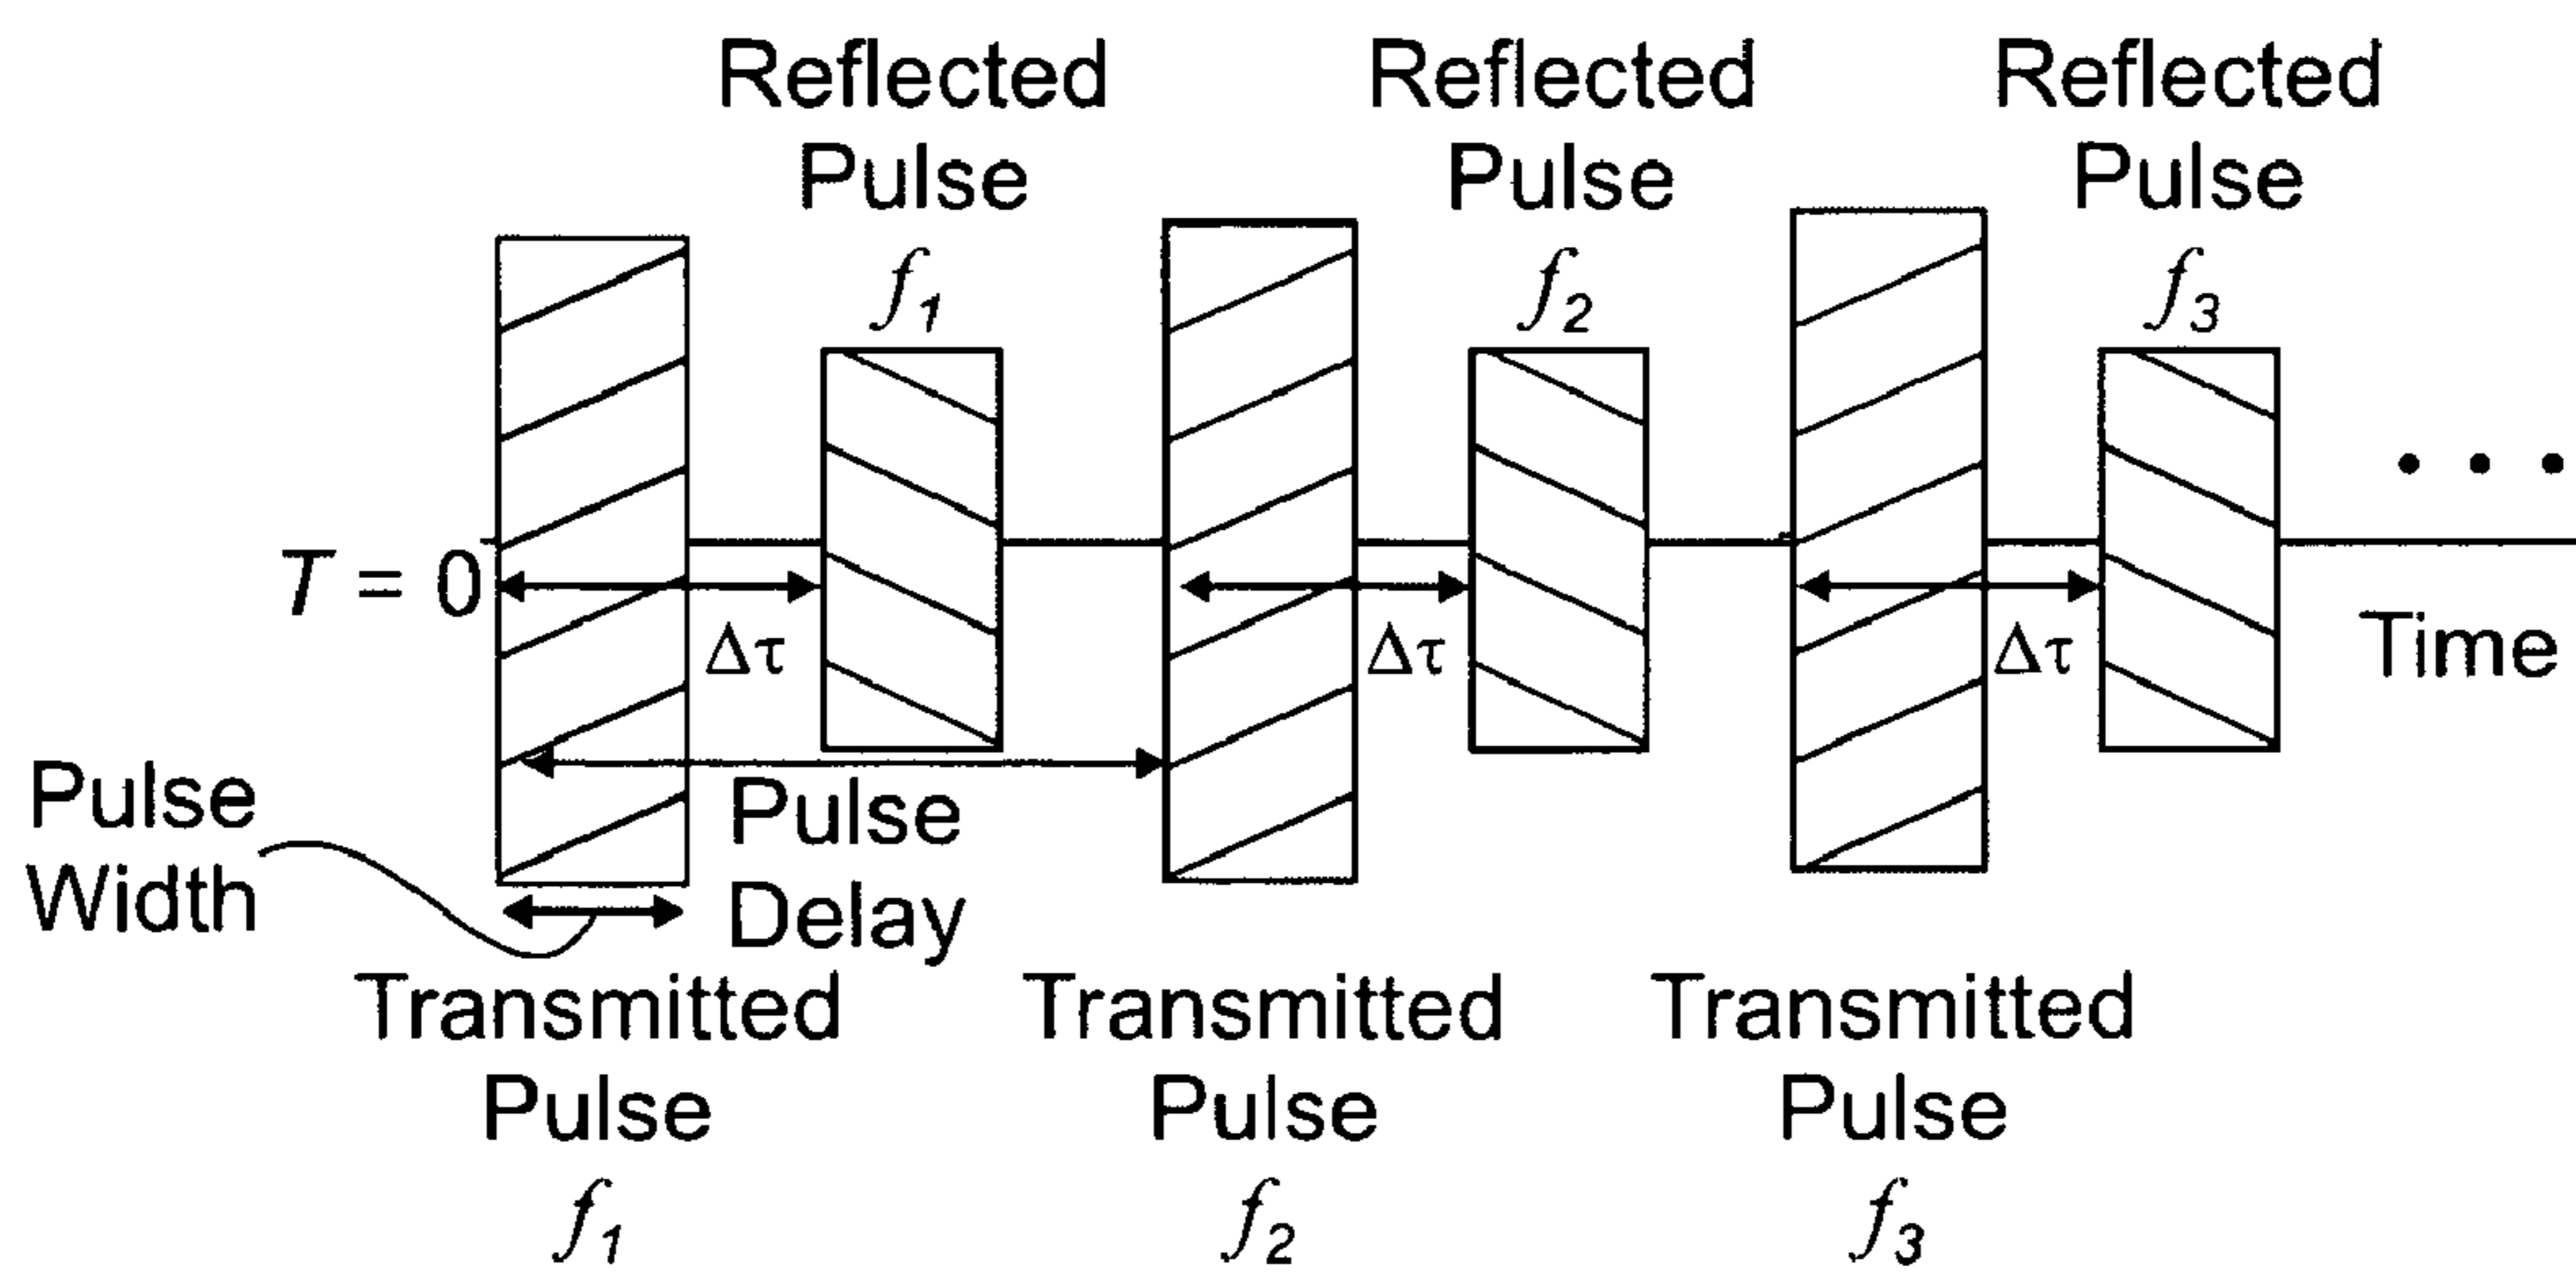 Reflected
Pulse
f1
Reflected
Pulse
f2
Reflected
Pulse
f3
T = 0
Δτ
Δτ
Δτ
Time
Pulse
Width
Pulse
Delay
Transmitted
Pulse
f1
Transmitted
Pulse
f2
Transmitted
Pulse
f3